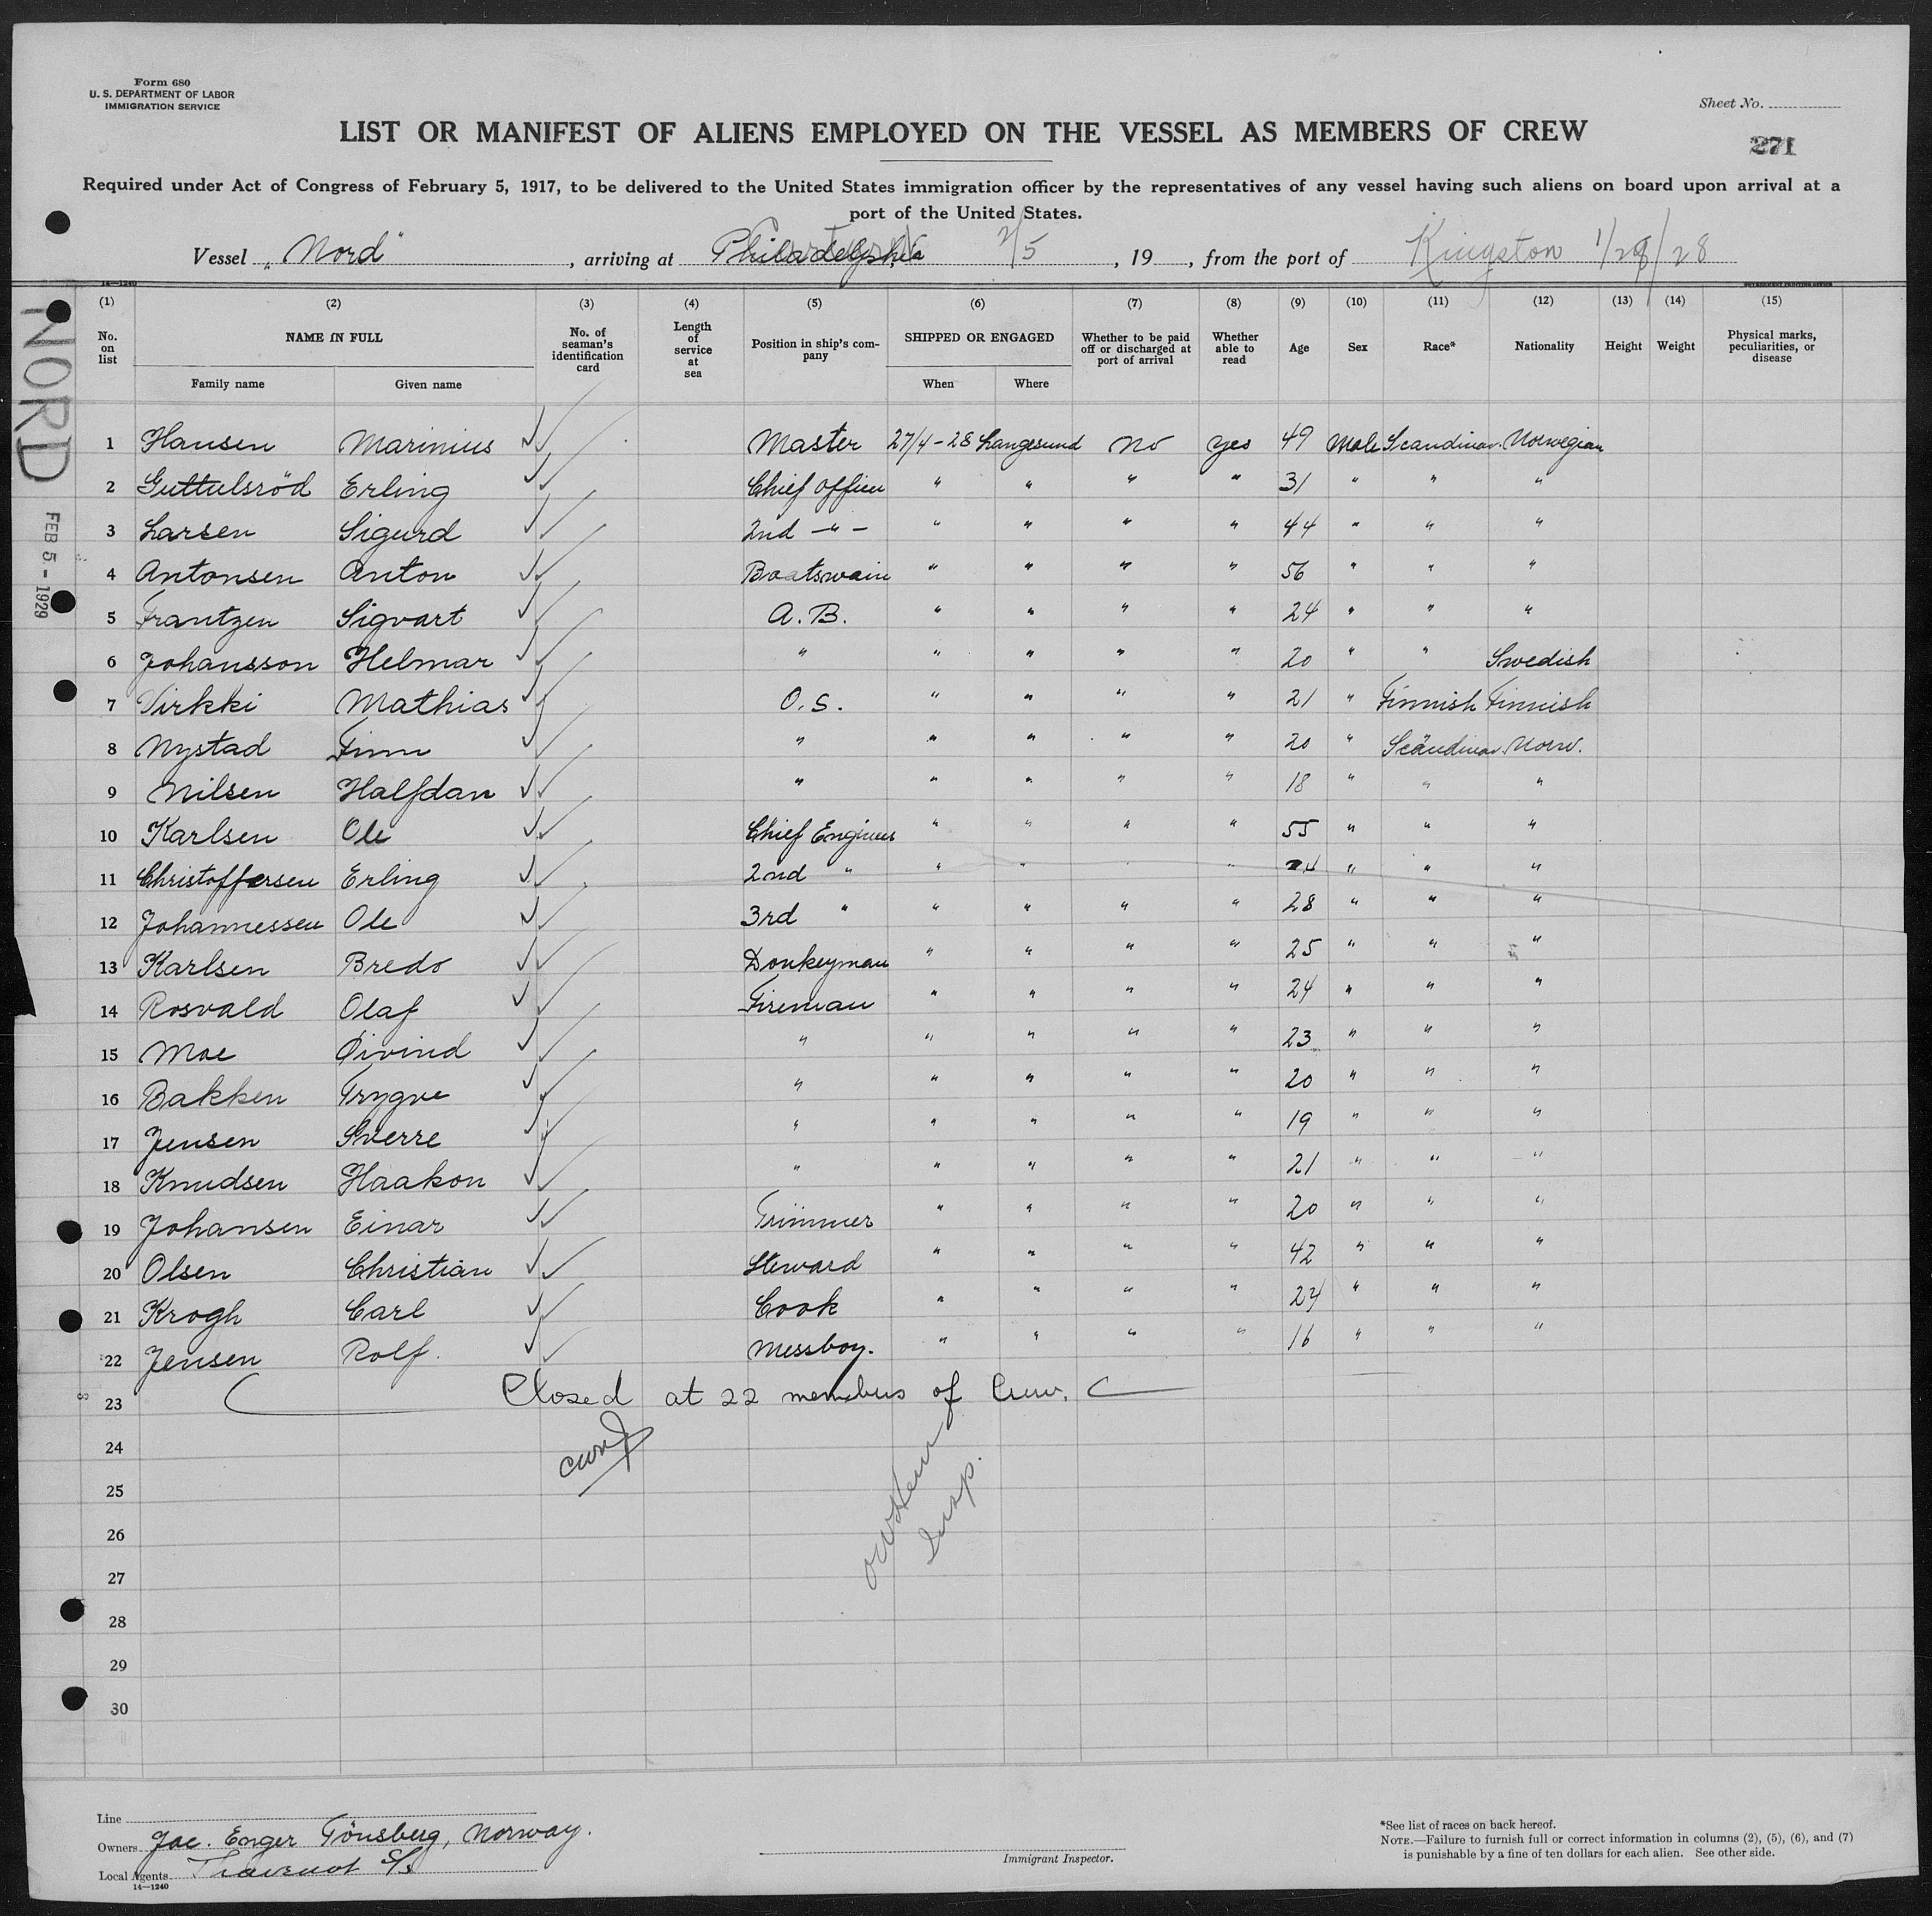 Form 680
U. S. DEPARTMENT OF LABOR
IMMIGRATION SERVICE
Sheet No.
LIST OR MANIFEST OF ALIENS EMPLOYED ON THE VESSEL AS MEMBERS OF CREW
271
Required under Act of Congress of February 5, 1917, to be delivered to the United States immigration officer by the representatives of any vessel having such aliens on board upon arrival at a
port of the United States.
Vessel „Nord", arriving at Philadelphia 2/5, 19 , from the port of Kingston 1/28/28
14—1240
NORD
FEB 5 - 1929
(1) (2) (3) (4) (5) (6) (7) (8) (9) (10) (11) (12) (13) (14) (15)
No. on list NAME IN FULL No. of seaman's identification card Length of service at sea Position in ship's company SHIPPED OR ENGAGED Whether to be paid off or discharged at port of arrival Whether able to read Age Sex Race* Nationality Height Weight Physical marks, peculiarities, or disease
Family name Given name When Where
1 Hansen Marinius Master 27/4-28 Langesund No yes 49 Male Scandinav. Norwegian
2 Guttulsröd Erling Chief Officer " " " " 31 " " "
3 Larsen Sigurd 2nd — " — " " " " 44 " " "
4 Antonsen Anton Boatswain " " " " 56 " " "
5 Frantzen Sigvart A.B. " " " " 24 " " "
6 Johansson Helmar " " " " " 20 " " Swedish
7 Virkki Mathias O.S. " " " " 21 " Finnish Finnish
8 Nystad Finn " " " " " 20 " Scandinav. Norw.
9 Nilsen Halfdan " " " " " 18 " " "
10 Karlsen Ole Chief Engineer " " " " 55 " " "
11 Christoffersen Erling 2nd " " " " " 24 " " "
12 Johannessen Ole 3rd " " " " " 28 " " "
13 Karlsen Bredo Donkeyman " " " " 25 " " "
14 Rosvald Olaf Fireman " " " " 24 " " "
15 Moe Øivind " " " " " 23 " " "
16 Bakken Trygve " " " " " 20 " " "
17 Jensen Sverre " " " " " 19 " " "
18 Knudsen Haakon " " " " " 21 " " "
19 Johansen Einar Trimmer " " " " 20 " " "
20 Olsen Christian Steward " " " " 42 " " "
21 Krogh Carl Cook " " " " 24 " " "
22 Jensen Rolf. Messboy. " " " " 16 " " "
23 Closed at 22 members of Crew.
24
25
26
27
28
29
30
Insp.
Line
Owners Jac. Enger Tönsberg, Norway.
Local Agents
14—1240
Immigrant Inspector.
*See list of races on back hereof.
NOTE.—Failure to furnish full or correct information in columns (2), (5), (6), and (7)
is punishable by a fine of ten dollars for each alien. See other side.